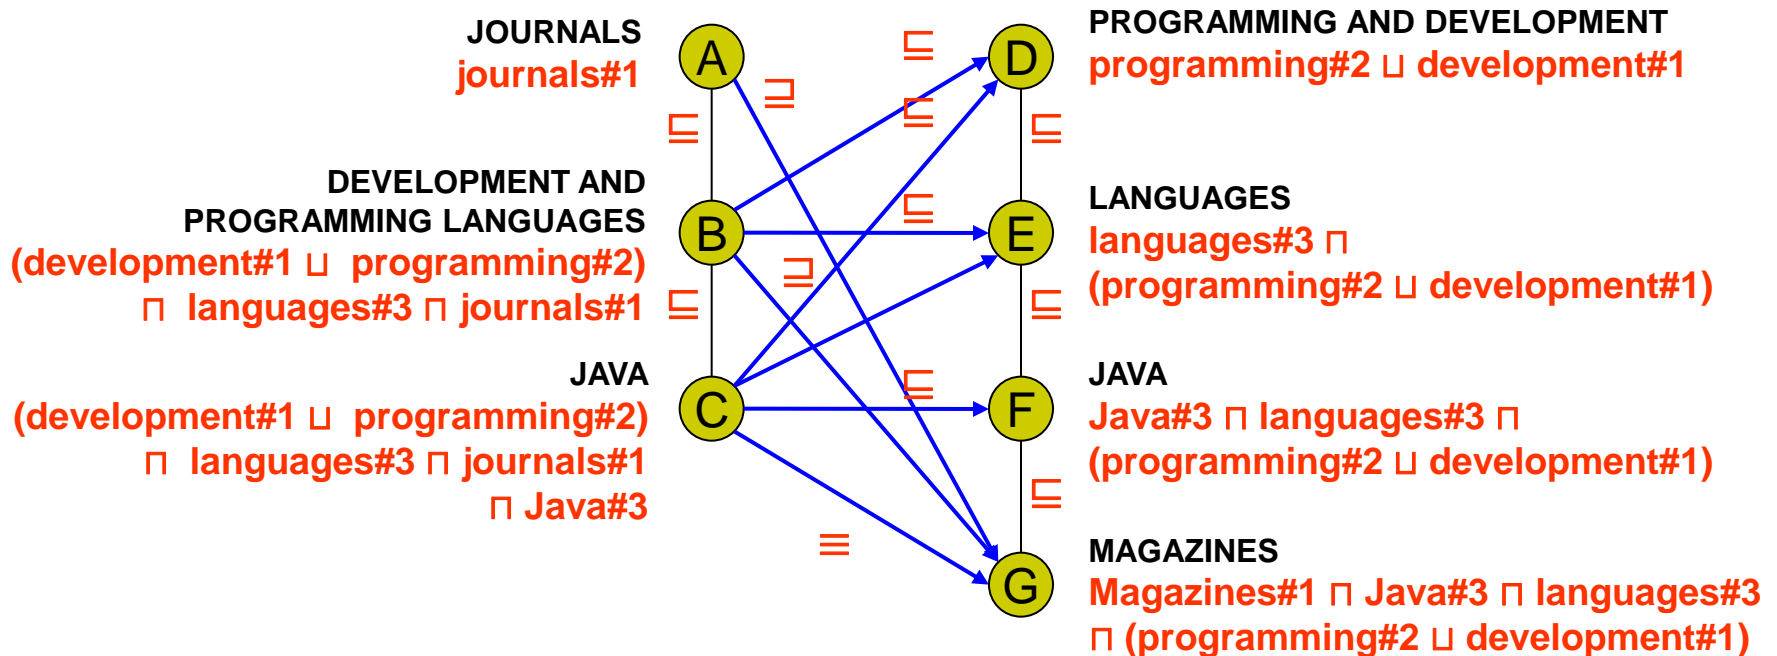 JOURNALS
journals#1
DEVELOPMENT AND
PROGRAMMING LANGUAGES
(development#1 ⊔ programming#2)
⊓ languages#3 ⊓ journals#1
JAVA
(development#1 ⊔ programming#2)
⊓ languages#3 ⊓ journals#1
⊓ Java#3
A
⊑
B
⊑
C
⊑
⊒
⊑
⊑
⊒
⊑
≡
D
⊑
E
⊑
F
⊑
G
PROGRAMMING AND DEVELOPMENT
programming#2 ⊔ development#1
LANGUAGES
languages#3 ⊓
(programming#2 ⊔ development#1)
JAVA
Java#3 ⊓ languages#3 ⊓
(programming#2 ⊔ development#1)
MAGAZINES
Magazines#1 ⊓ Java#3 ⊓ languages#3
⊓ (programming#2 ⊔ development#1)